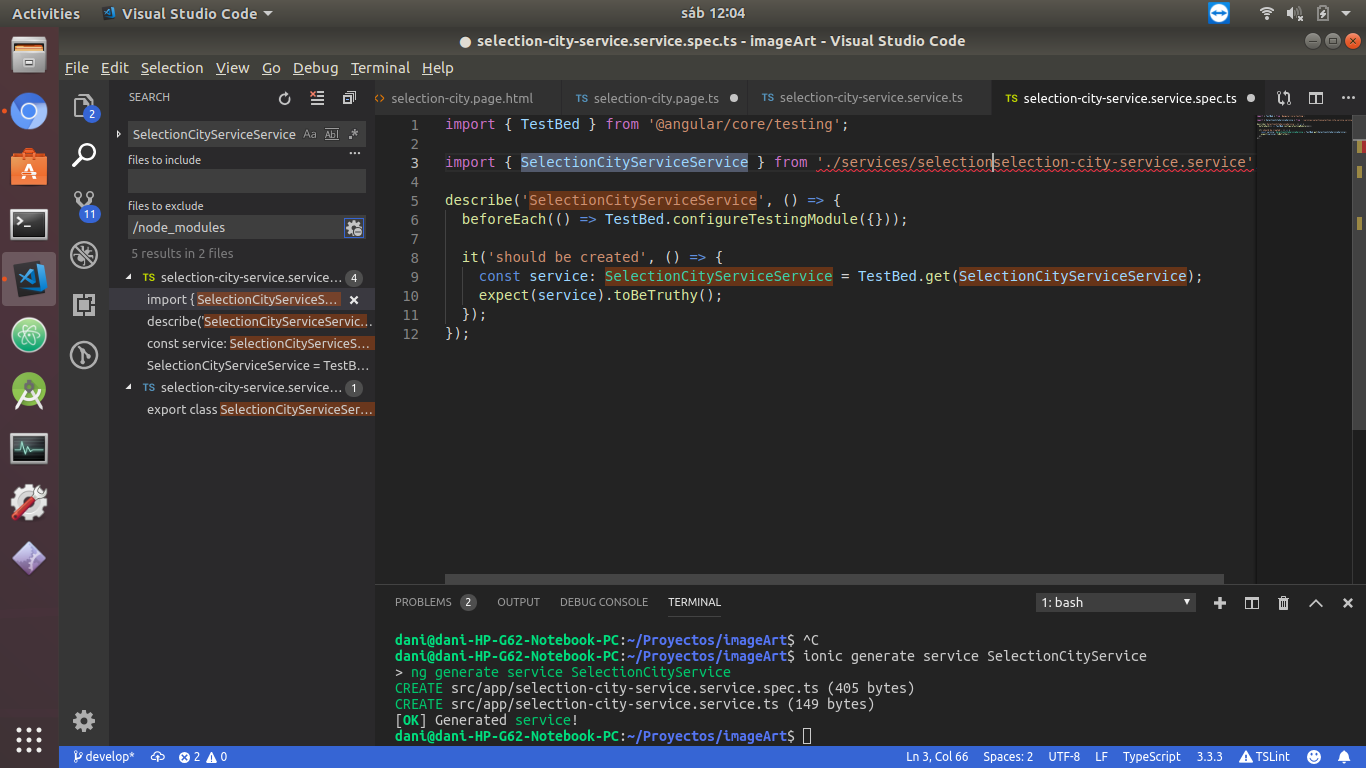 Activities
Visual Studio Code
sáb 12:04
● selection-city-service.service.spec.ts - imageArt - Visual Studio Code
File Edit Selection View Go Debug Terminal Help
SEARCH
SelectionCityServiceService
Aa Abl .*
files to include
files to exclude
/node_modules
5 results in 2 files
TS selection-city-service.service... 4
import { SelectionCityServiceS...
describe('SelectionCityServiceServic...
const service: SelectionCityServiceS...
SelectionCityServiceService = TestB...
TS selection-city-service.service... 1
export class SelectionCityServiceSer...
2
11
selection-city.page.html
TS selection-city.page.ts ●
TS selection-city-service.service.ts
TS selection-city-service.service.spec.ts ●
1 import { TestBed } from '@angular/core/testing';
2
3 import { SelectionCityServiceService } from './services/selectionselection-city-service.service'
4
5 describe('SelectionCityServiceService', () => {
6 beforeEach(() => TestBed.configureTestingModule({}));
7
8 it('should be created', () => {
9 const service: SelectionCityServiceService = TestBed.get(SelectionCityServiceService);
10 expect(service).toBeTruthy();
11 });
12 });
PROBLEMS 2 OUTPUT DEBUG CONSOLE TERMINAL
1: bash
dani@dani-HP-G62-Notebook-PC:~/Proyectos/imageArt$ ^C
dani@dani-HP-G62-Notebook-PC:~/Proyectos/imageArt$ ionic generate service SelectionCityService
> ng generate service SelectionCityService
CREATE src/app/selection-city-service.service.spec.ts (405 bytes)
CREATE src/app/selection-city-service.service.ts (149 bytes)
[OK] Generated service!
dani@dani-HP-G62-Notebook-PC:~/Proyectos/imageArt$
develop* 2 0
Ln 3, Col 66 Spaces: 2 UTF-8 LF TypeScript 3.3.3 TSLint